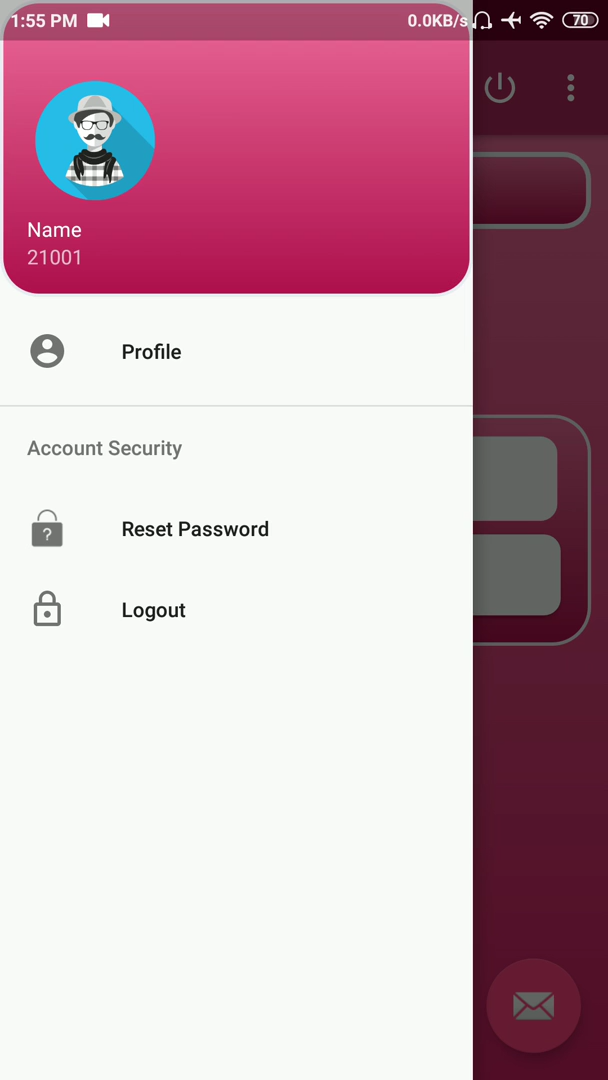 1:55 PM 0.0KB/s 70
Name
21001
Profile
Account Security
?
Reset Password
Logout